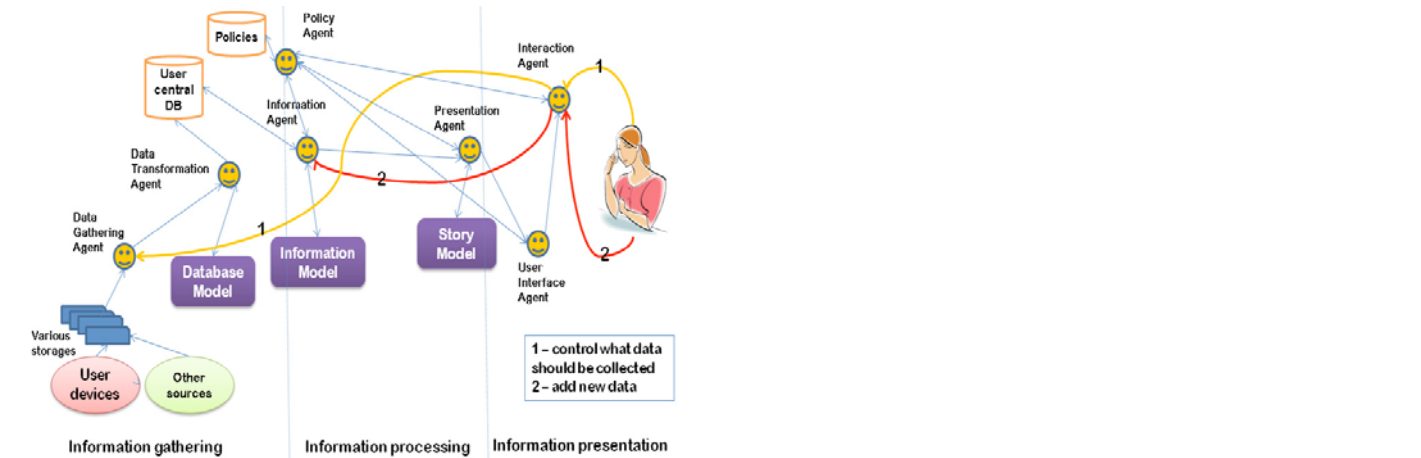 Policy
Agent
Policies
Interaction
Agent
1
User
central
DB
Information
Agent
Presentation
Agent
Data
Transformation
Agent
2
Data
Gathering
Agent
1
Story
Model
Information
Model
2
Database
Model
User
Interface
Agent
Various
storages
1 – control what data
should be collected
2 – add new data
User
devices
Other
sources
Information gathering
Information processing
Information presentation